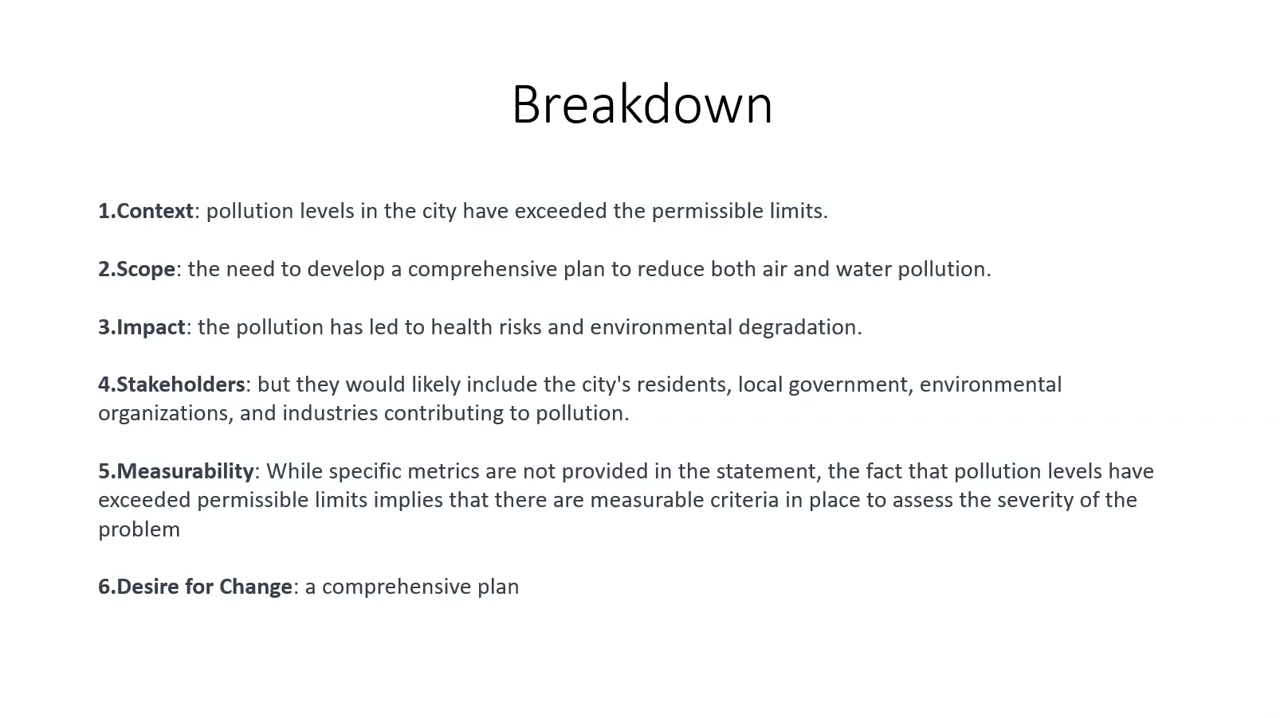 Breakdown
1.Context: pollution levels in the city have exceeded the permissible limits.
2.Scope: the need to develop a comprehensive plan to reduce both air and water pollution.
3.Impact: the pollution has led to health risks and environmental degradation.
4.Stakeholders: but they would likely include the city's residents, local government, environmental
organizations, and industries contributing to pollution.
5.Measurability: While specific metrics are not provided in the statement, the fact that pollution levels have
exceeded permissible limits implies that there are measurable criteria in place to assess the severity of the
problem
6.Desire for Change: a comprehensive plan